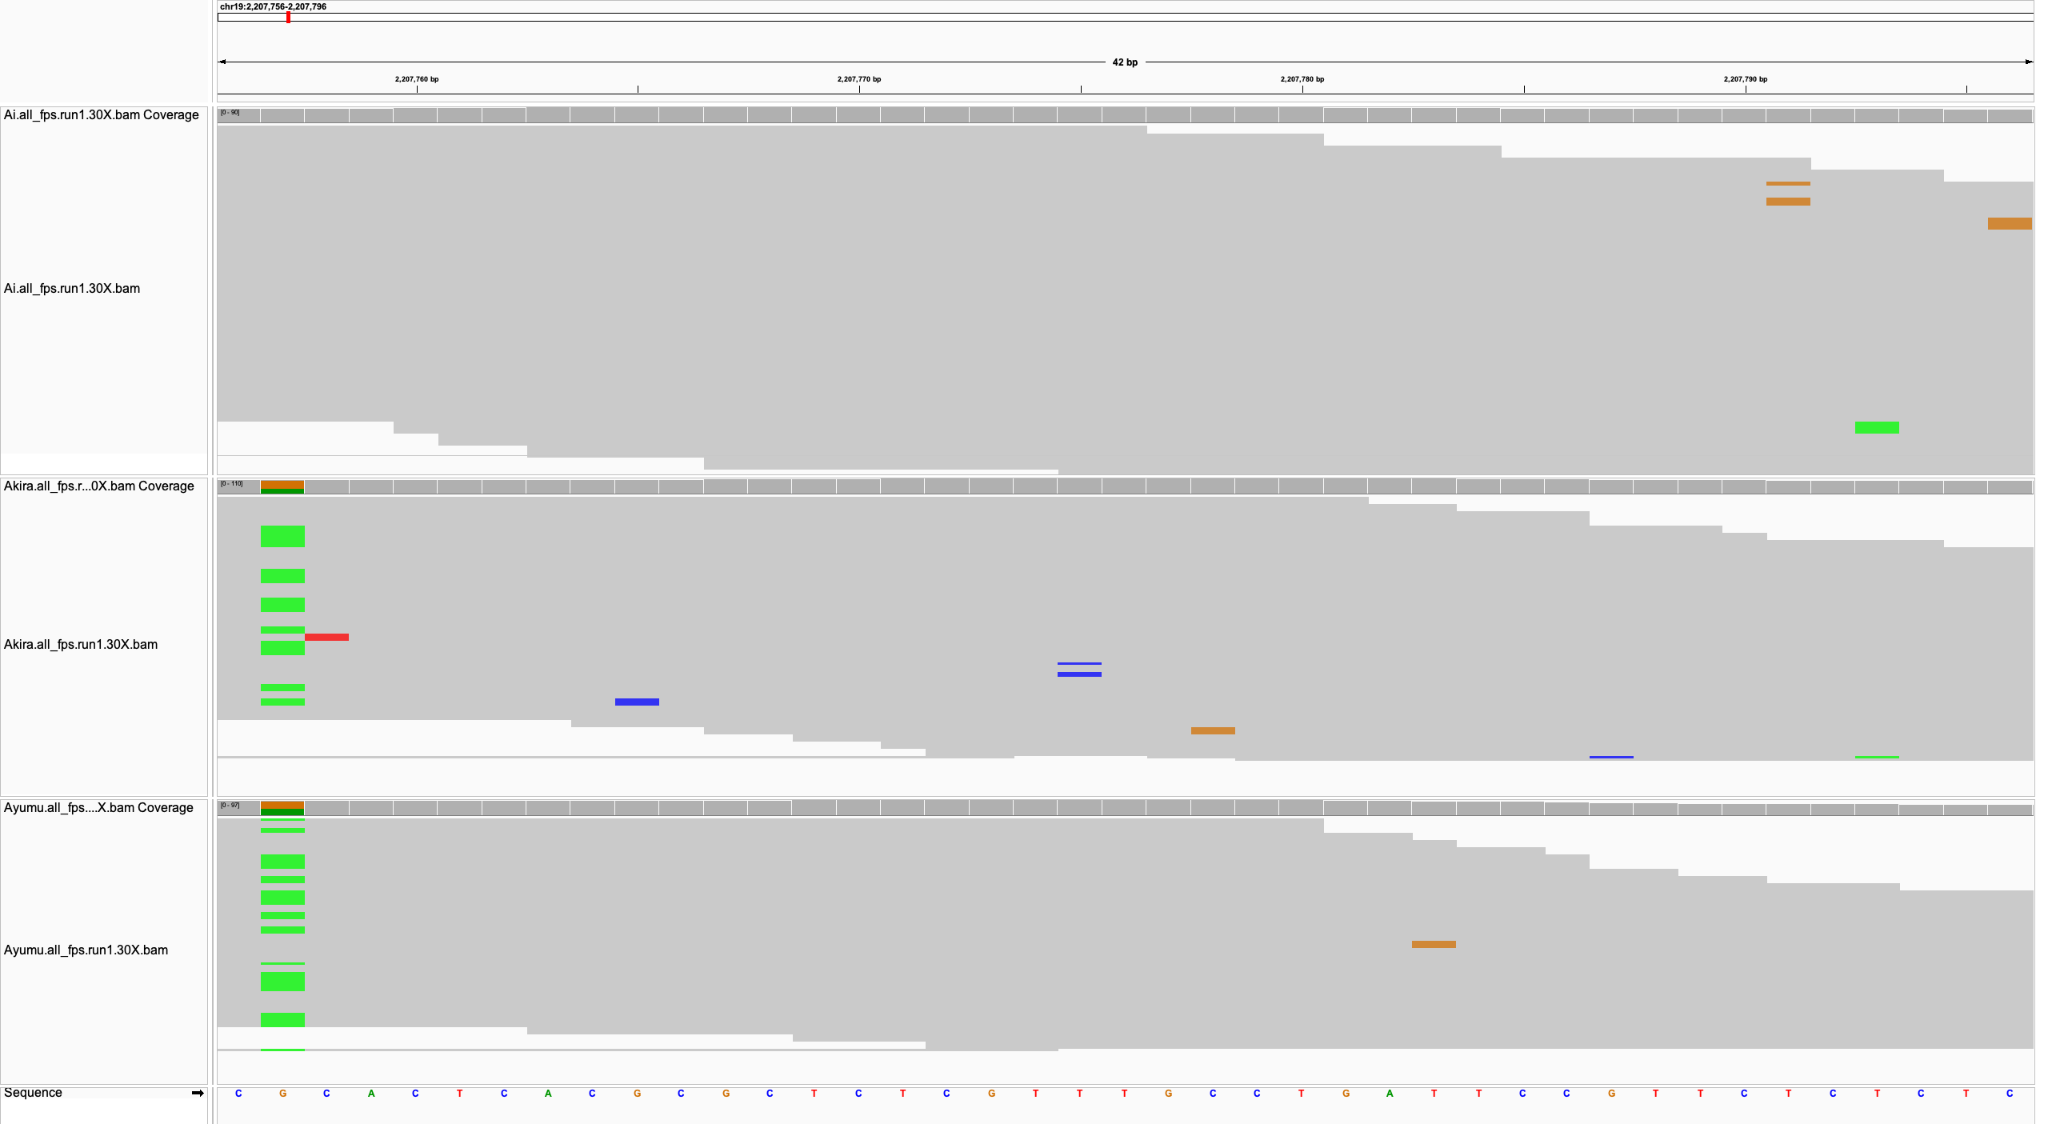 chr19:2,207,756-2,207,796
42 bp
2,207,760 bp 2,207,770 bp 2,207,780 bp 2,207,790 bp
Ai.all_fps.run1.30X.bam Coverage
[0 - 90]
Ai.all_fps.run1.30X.bam
Akira.all_fps.r...0X.bam Coverage
[0 - 110]
Akira.all_fps.run1.30X.bam
Ayumu.all_fps....X.bam Coverage
[0 - 97]
Ayumu.all_fps.run1.30X.bam
Sequence C G C A C T C A C G C G C T C T C G T T T G C C T G A T T C C G T T C T C T C T C